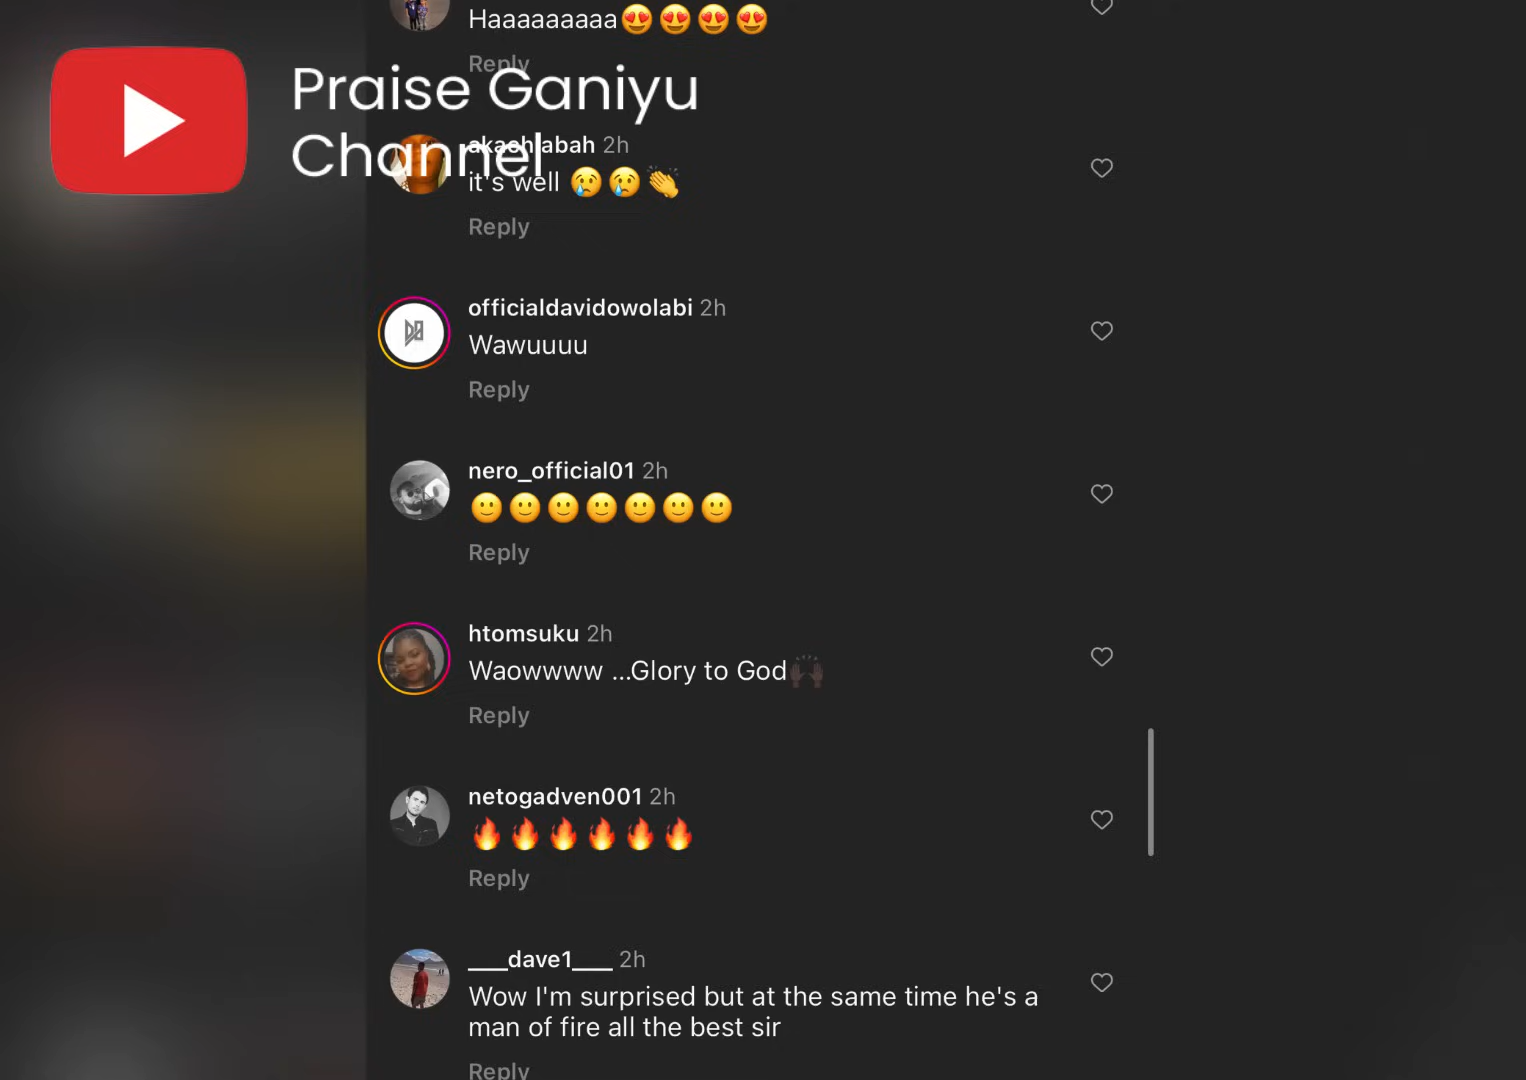 Haaaaaaaaa😍😍😍😍
Reply
Praise Ganiyu
Channel
2h
it's well 😢😢👏
Reply
officialdavidowolabi 2h
Wawuuuu
Reply
nero_official01 2h
🙂🙂🙂🙂🙂🙂🙂
Reply
htomsuku 2h
Waowwww ...Glory to God🙌🏿
Reply
netogadven001 2h
🔥🔥🔥🔥🔥🔥
Reply
___dave1___ 2h
Wow I'm surprised but at the same time he's a
man of fire all the best sir
Reply